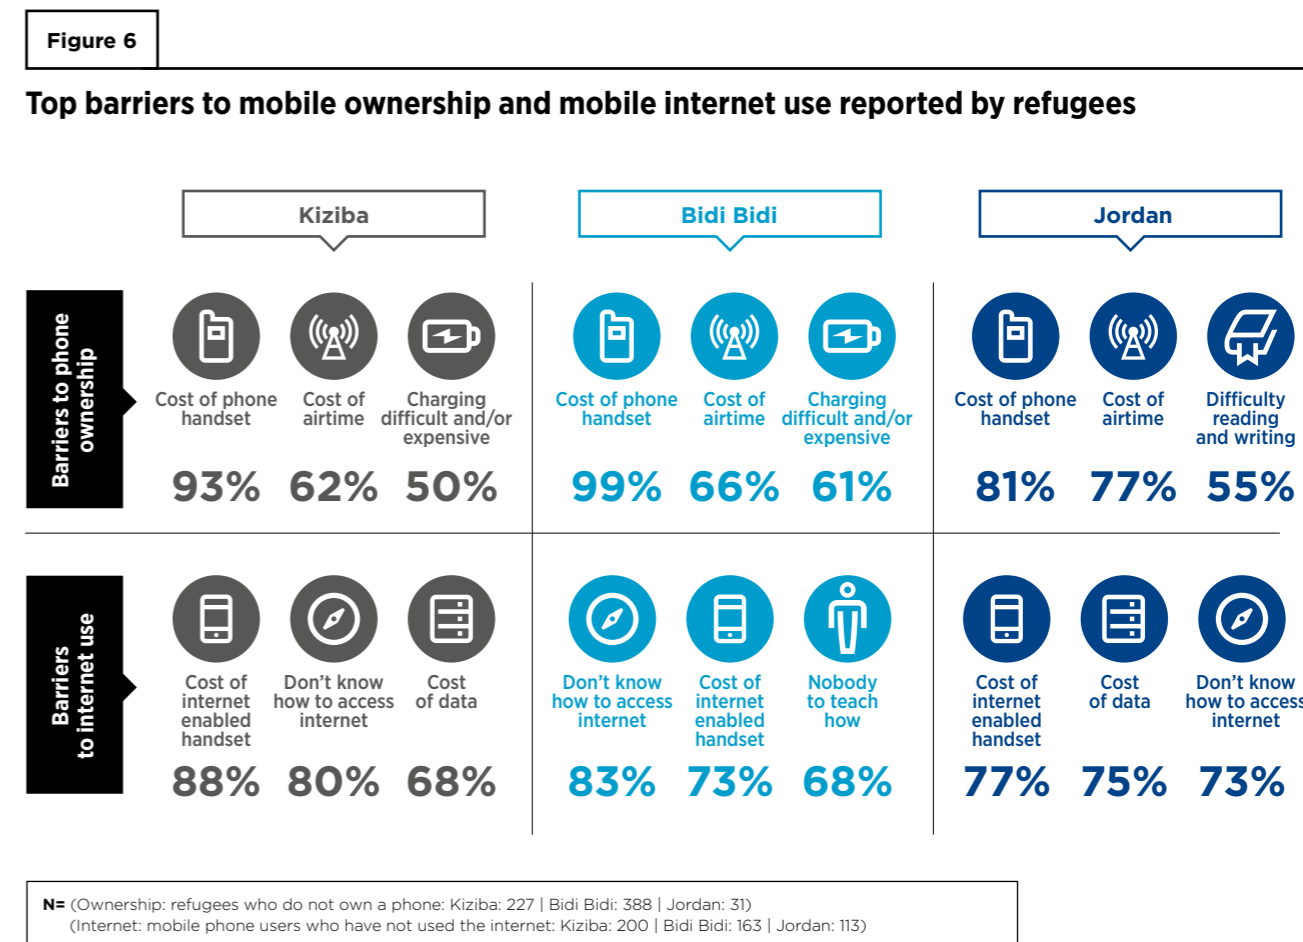 Figure 6
Top barriers to mobile ownership and mobile internet use reported by refugees
Kiziba
Bidi Bidi
Jordan
Barriers to phone
ownership
Cost of phone
handset
93%
Cost of
airtime
62%
Charging
difficult and/or
expensive
50%
Cost of phone
handset
99%
Cost of
airtime
66%
Charging
difficult and/or
expensive
61%
Cost of phone
handset
81%
Cost of
airtime
77%
Difficulty
reading
and writing
55%
Barriers
to internet use
Cost of
internet
enabled
handset
88%
Don't know
how to access
internet
80%
Cost
of data
68%
Don't know
how to access
internet
83%
Cost of
internet
enabled
handset
73%
Nobody
to teach
how
68%
Cost of
internet
enabled
handset
77%
Cost
of data
75%
Don't know
how to access
internet
73%
N= (Ownership: refugees who do not own a phone: Kiziba: 227 | Bidi Bidi: 388 | Jordan: 31)
(Internet: mobile phone users who have not used the internet: Kiziba: 200 | Bidi Bidi: 163 | Jordan: 113)